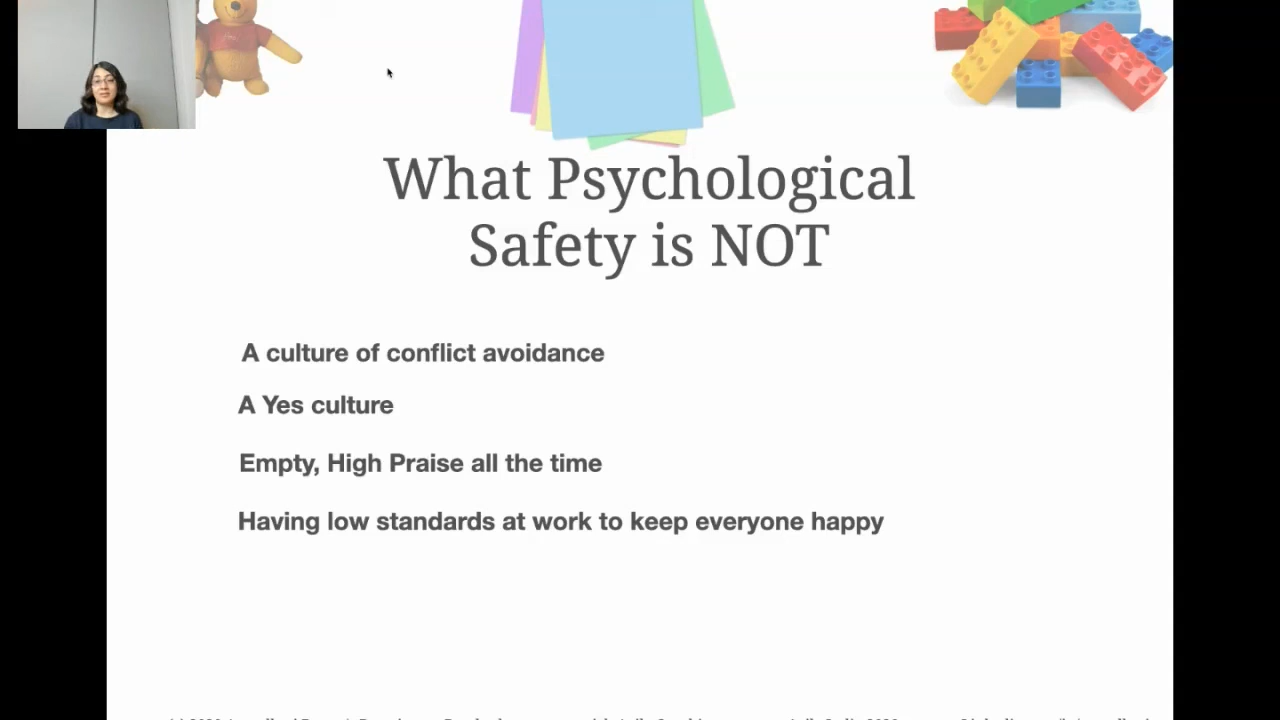 What Psychological
Safety is NOT
A culture of conflict avoidance
A Yes culture
Empty, High Praise all the time
Having low standards at work to keep everyone happy